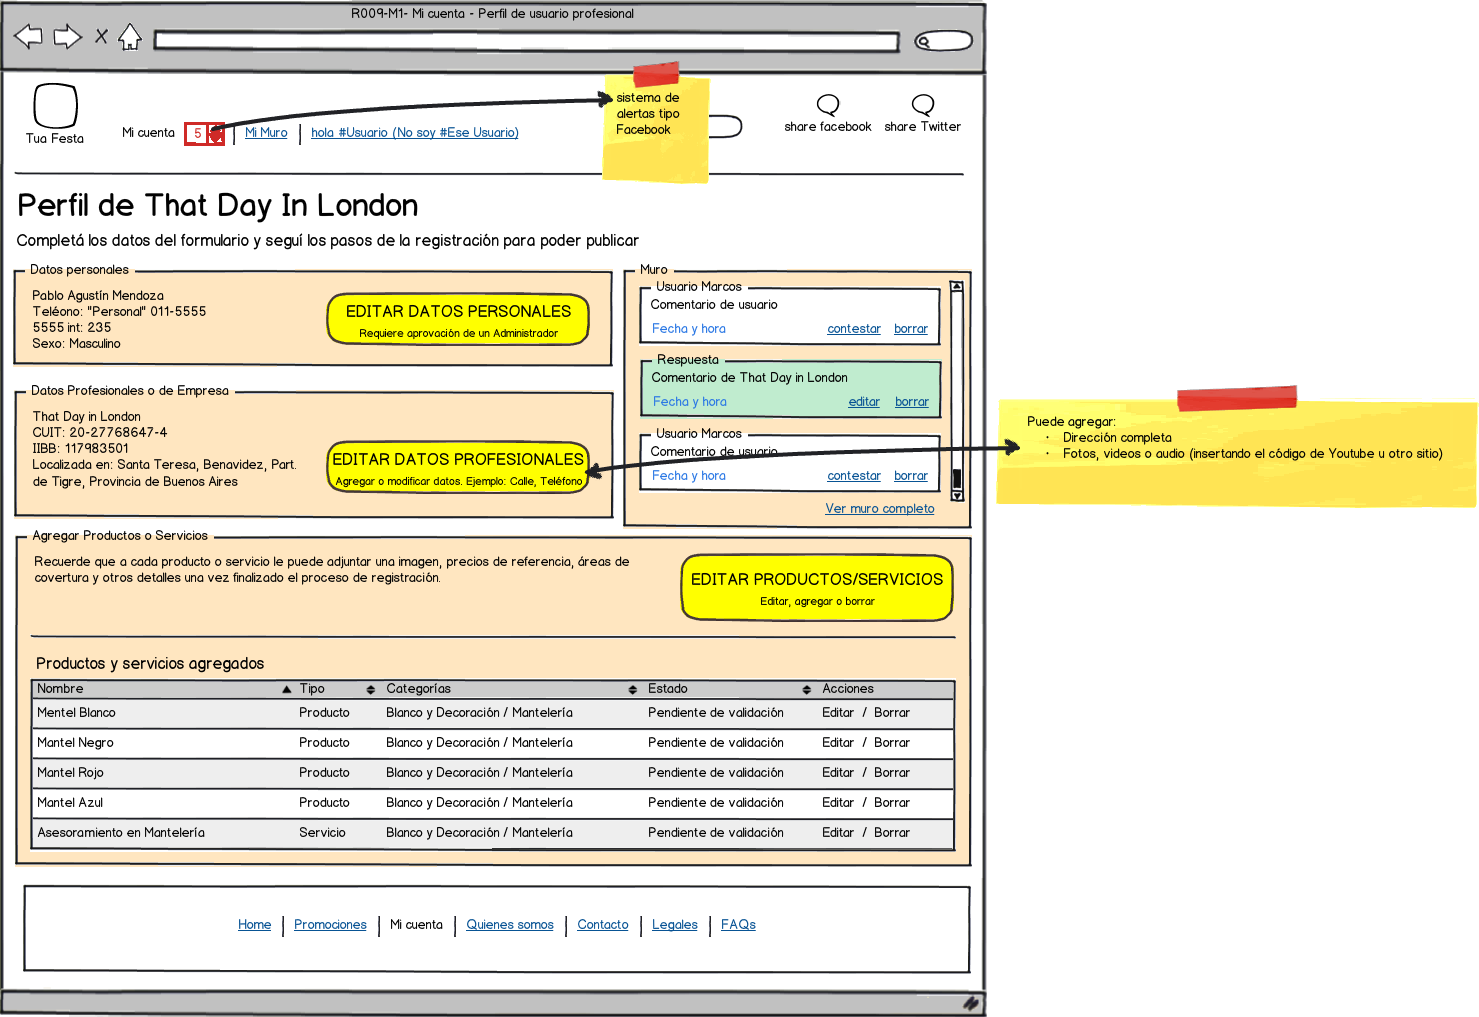 R009-M1- Mi cuenta - Perfil de usuario profesional
Tua Festa
Mi cuenta 5 Mi Muro hola #Usuario (No soy #Ese Usuario)
sistema de
alertas tipo
Facebook
share facebook share Twitter
Perfil de That Day In London
Completá los datos del formulario y seguí los pasos de la registración para poder publicar
Datos personales
Pablo Agustín Mendoza
Teléono: "Personal" 011-5555
5555 int: 235
Sexo: Masculino
EDITAR DATOS PERSONALES
Requiere aprovación de un Administrador
Datos Profesionales o de Empresa
That Day in London
CUIT: 20-27768647-4
IIBB: 117983501
Localizada en: Santa Teresa, Benavidez, Part.
de Tigre, Provincia de Buenos Aires
EDITAR DATOS PROFESIONALES
Agregar o modificar datos. Ejemplo: Calle, Teléfono
Muro
Usuario Marcos
Comentario de usuario
Fecha y hora contestar borrar
Respuesta
Comentario de That Day in London
Fecha y hora editar borrar
Usuario Marcos
Comentario de usuario
Fecha y hora contestar borrar
Ver muro completo
Puede agregar:
· Dirección completa
· Fotos, videos o audio (insertando el código de Youtube u otro sitio)
Agregar Productos o Servicios
Recuerde que a cada producto o servicio le puede adjuntar una imagen, precios de referencia, áreas de
covertura y otros detalles una vez finalizado el proceso de registración.
EDITAR PRODUCTOS/SERVICIOS
Editar, agregar o borrar
Productos y servicios agregados
Nombre Tipo Categorías Estado Acciones
Mentel Blanco Producto Blanco y Decoración / Mantelería Pendiente de validación Editar / Borrar
Mantel Negro Producto Blanco y Decoración / Mantelería Pendiente de validación Editar / Borrar
Mantel Rojo Producto Blanco y Decoración / Mantelería Pendiente de validación Editar / Borrar
Mantel Azul Producto Blanco y Decoración / Mantelería Pendiente de validación Editar / Borrar
Asesoramiento en Mantelería Servicio Blanco y Decoración / Mantelería Pendiente de validación Editar / Borrar
Home Promociones Mi cuenta Quienes somos Contacto Legales FAQs